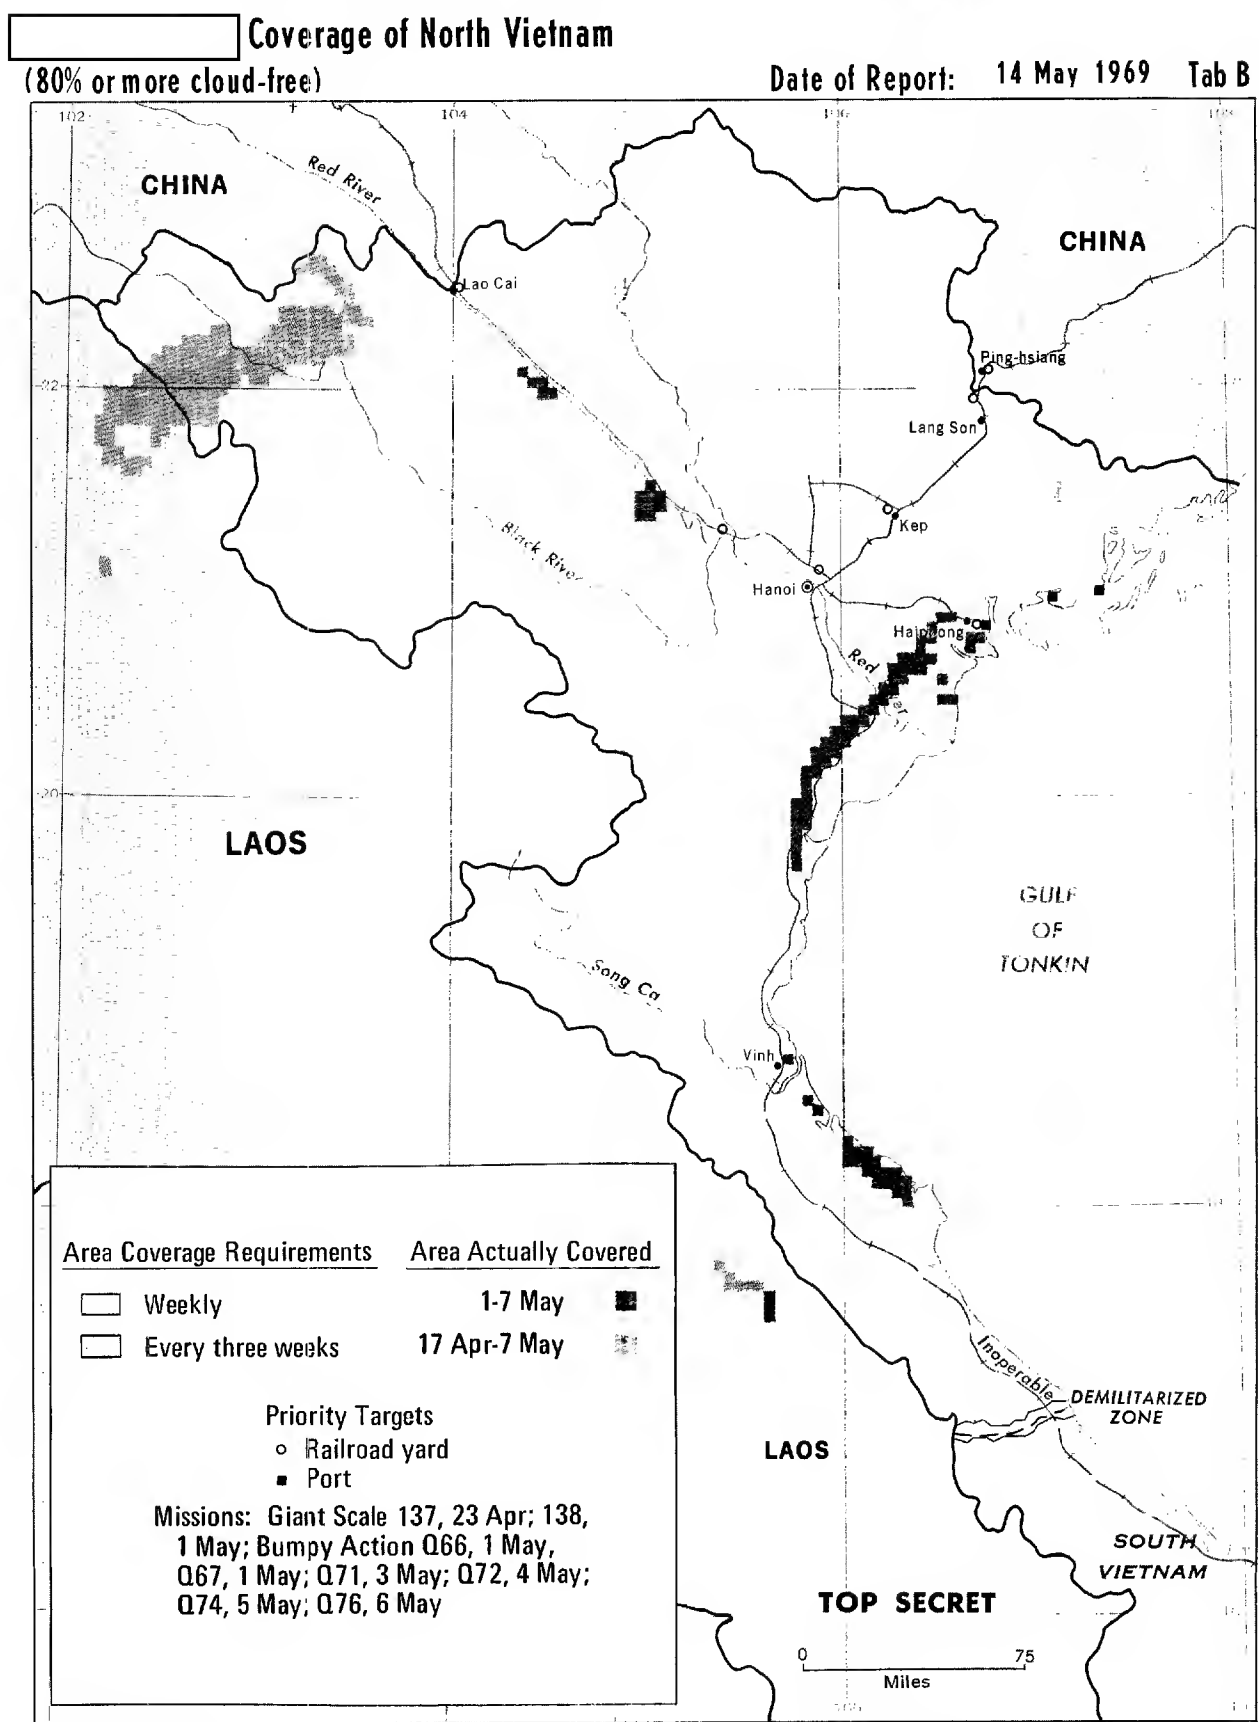 Coverage of North Vietnam
(80% or more cloud-free)
Date of Report: 14 May 1969 Tab B
102
104
106
108
Red River
CHINA
CHINA
Lao Cai
Ping-hsiang
22
Lang Son
Kep
Black River
Hanoi
Haiphong
Red
20
LAOS
GULF
OF
TONKIN
Song Ca
Vinh
Area Coverage Requirements
Area Actually Covered
Weekly
1-7 May
Every three weeks
17 Apr-7 May
Priority Targets
Railroad yard
Port
Missions: Giant Scale 137, 23 Apr; 138,
1 May; Bumpy Action Q66, 1 May,
Q67, 1 May; Q71, 3 May; Q72, 4 May;
Q74, 5 May; Q76, 6 May
Inoperable
DEMILITARIZED
ZONE
LAOS
SOUTH
VIETNAM
TOP SECRET
0
75
Miles